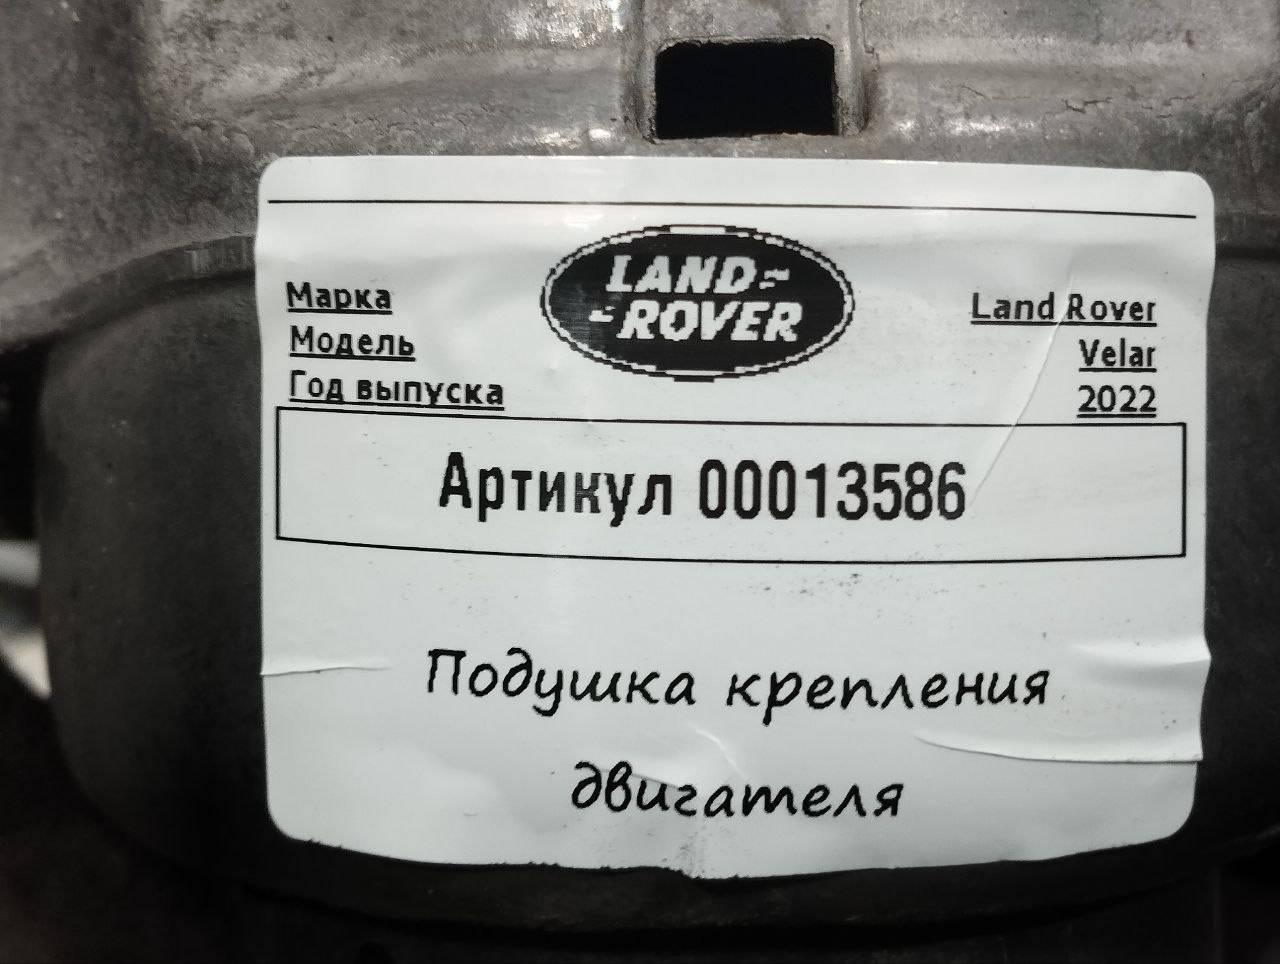 LAND
ROVER
Марка Land Rover
Модель Velar
Год выпуска 2022
Артикул 00013586
Подушка крепления
двигателя